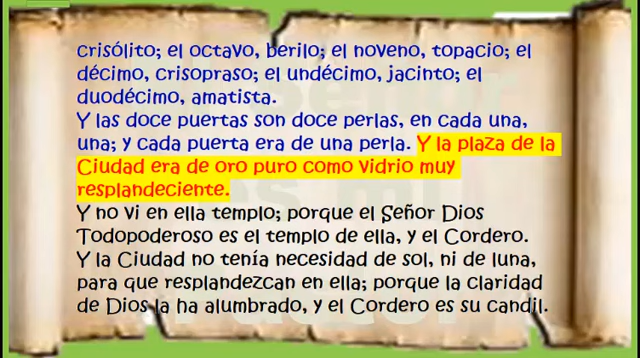 crisólito; el octavo, berilo; el noveno, topacio; el
décimo, crisopraso; el undécimo, jacinto; el
duodécimo, amatista.
Y las doce puertas son doce perlas, en cada una,
una; y cada puerta era de una perla. Y la plaza de la
Ciudad era de oro puro como vidrio muy
resplandeciente.
Y no vi en ella templo; porque el Señor Dios
Todopoderoso es el templo de ella, y el Cordero.
Y la Ciudad no tenía necesidad de sol, ni de luna,
para que resplandezcan en ella; porque la claridad
de Dios la ha alumbrado, y el Cordero es su candil.